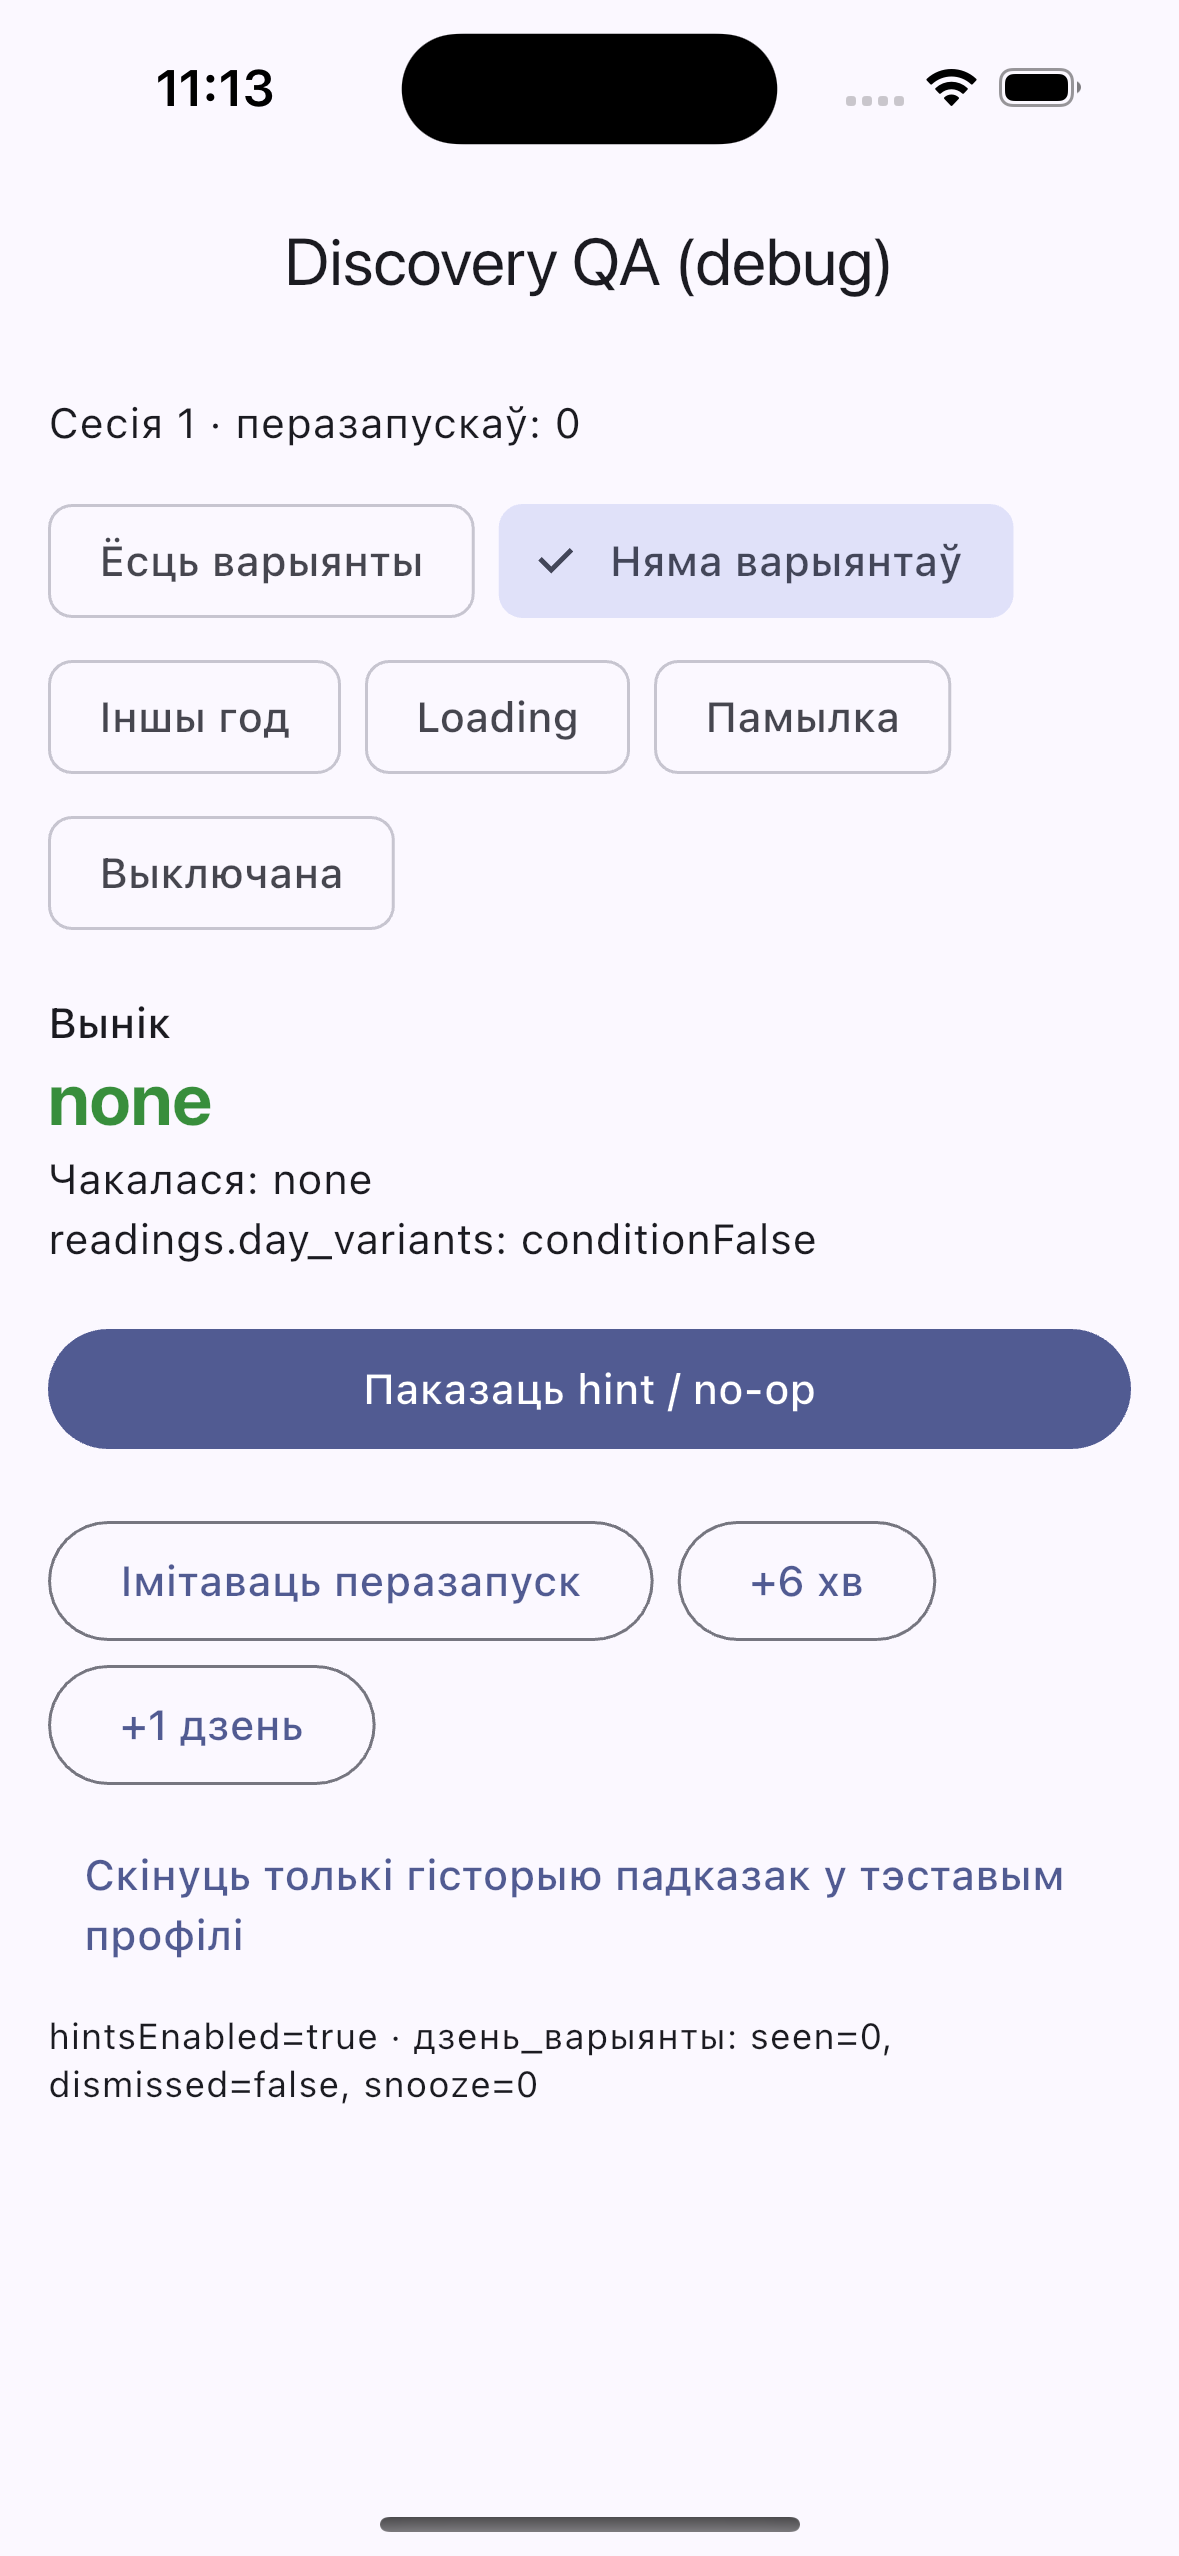 11:13
Discovery QA (debug)
Сесія 1 · перазапускаў: 0
Ёсць варыянты
Няма варыянтаў
Іншы год
Loading
Памылка
Выключана
Вынік
none
Чакалася: none
readings.day_variants: conditionFalse
Паказаць hint / no-op
Імітаваць перазапуск
+6 хв
+1 дзень
Скінуць толькі гісторыю падказак у тэставым
профілі
hintsEnabled=true · дзень_варыянты: seen=0,
dismissed=false, snooze=0